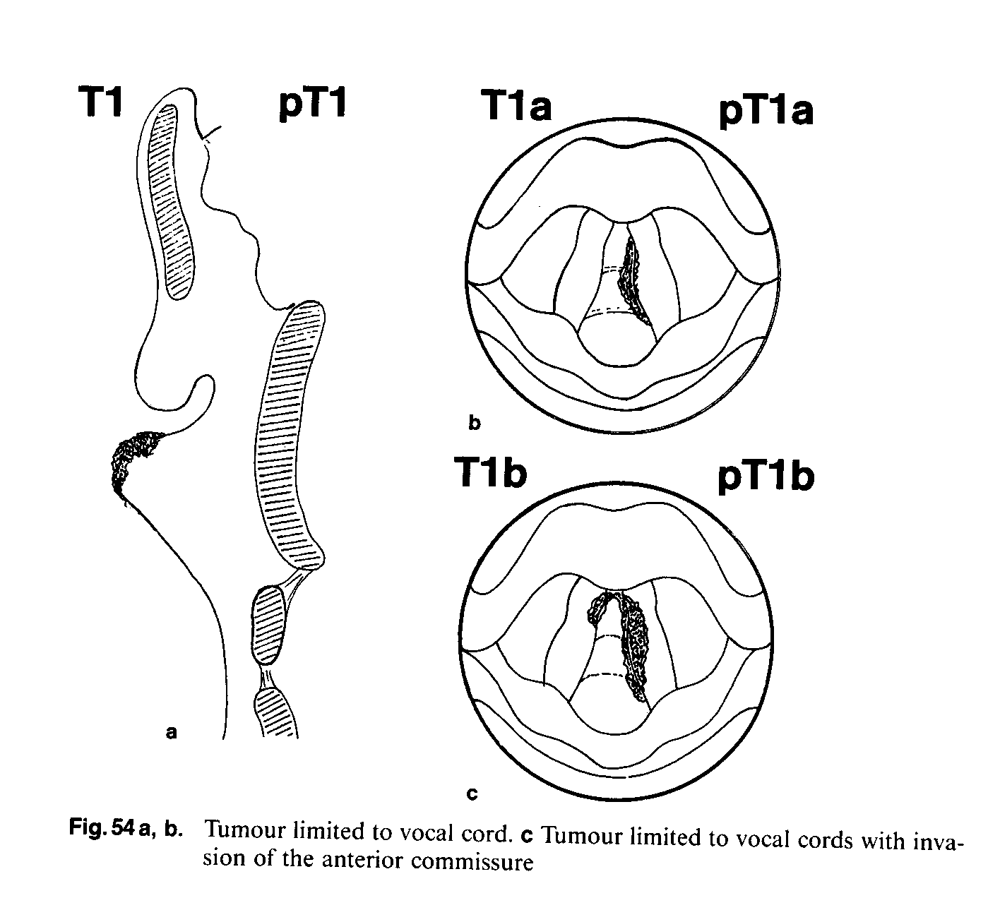 T1 pT1
a
T1a pT1a
b
T1b pT1b
c
Fig. 54 a, b. Tumour limited to vocal cord. c Tumour limited to vocal cords with inva-
sion of the anterior commissure